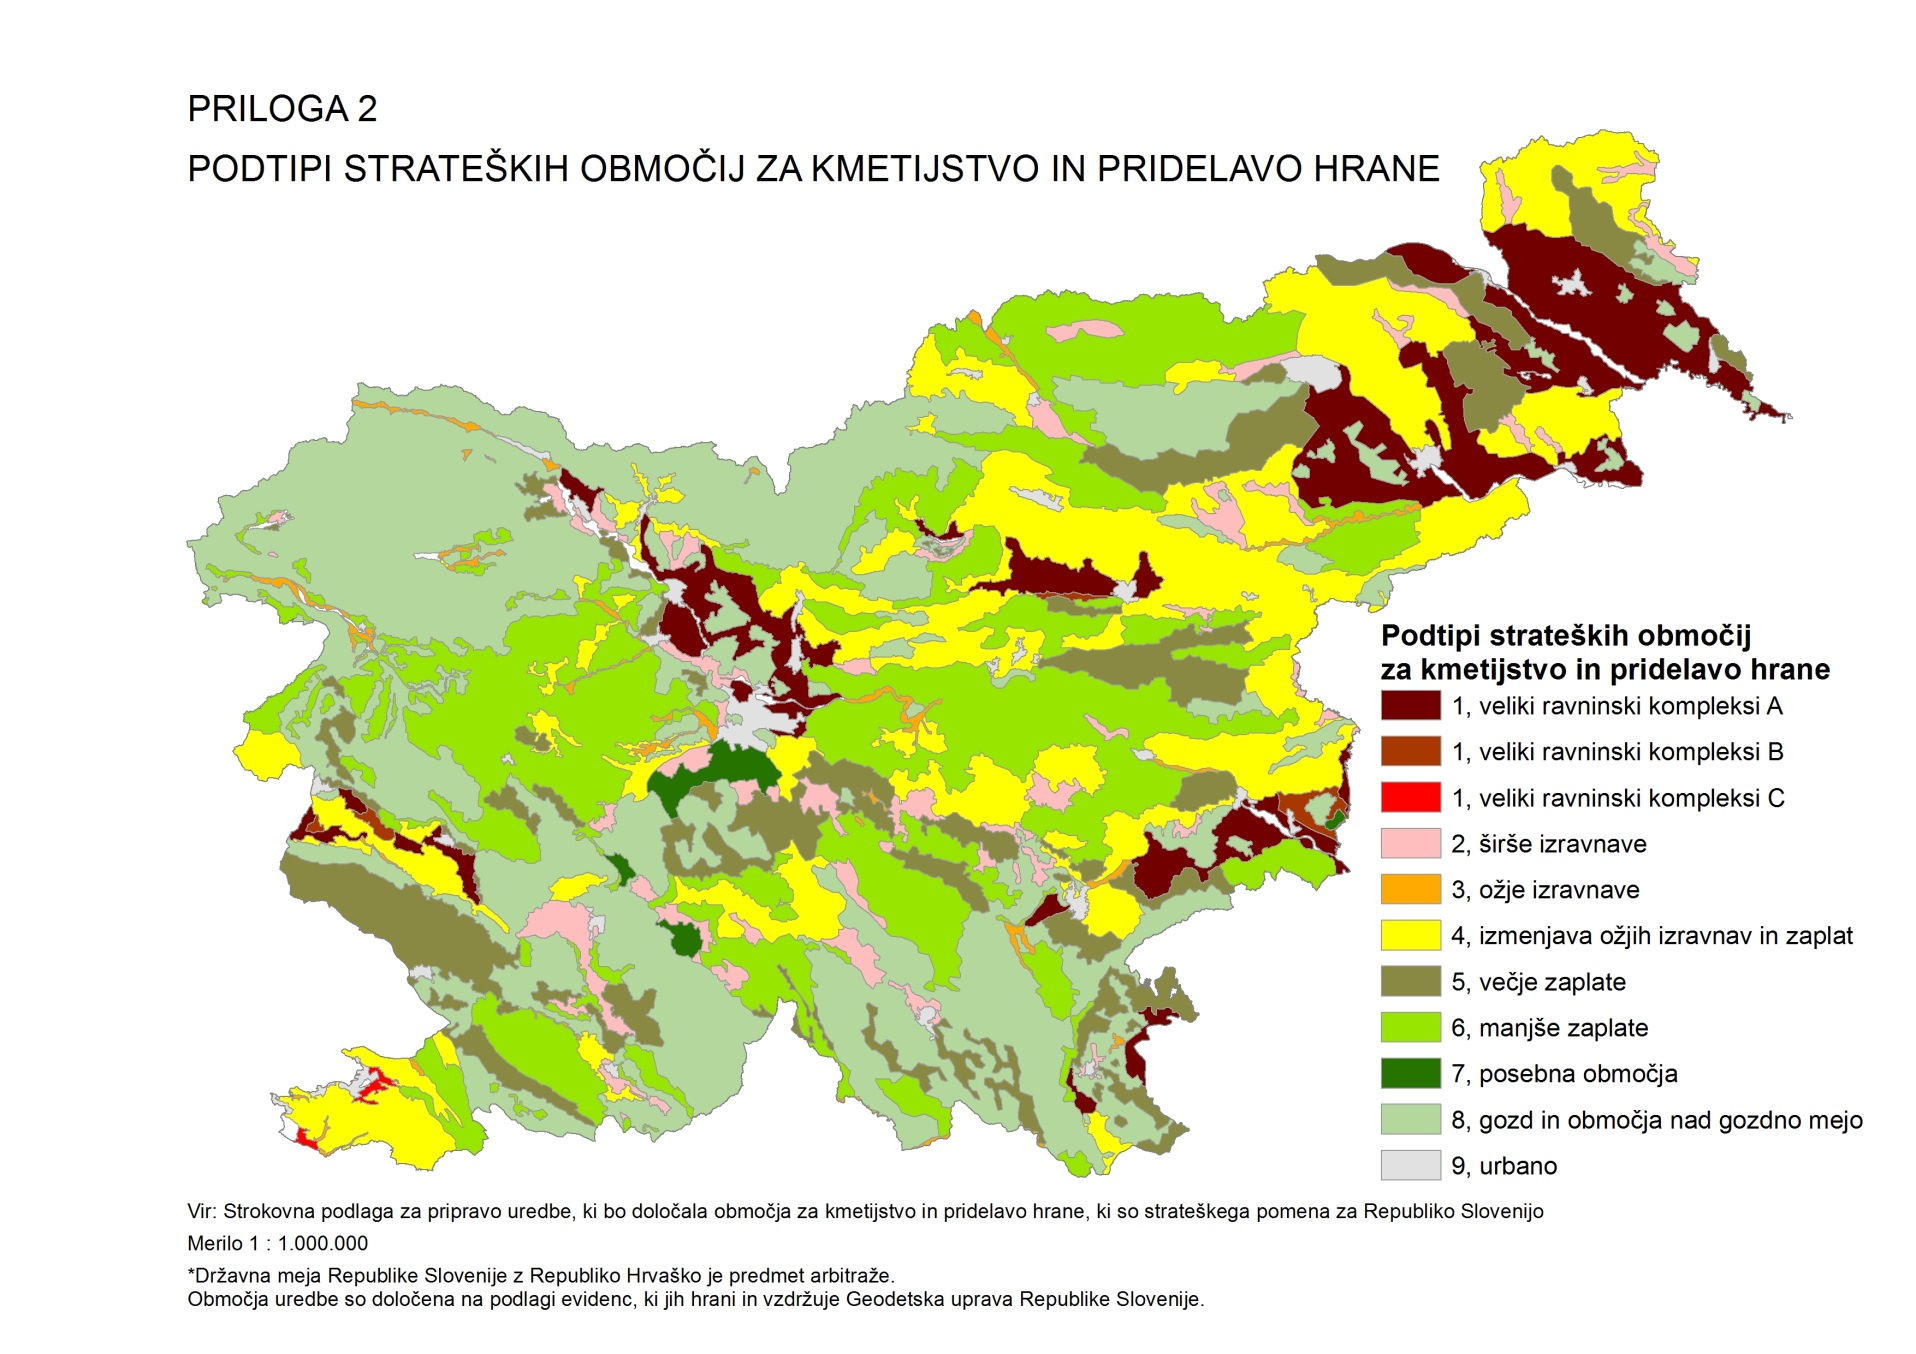 PRILOGA 2
PODTIPI STRATEŠKIH OBMOČIJ ZA KMETIJSTVO IN PRIDELAVO HRANE
Podtipi strateških območij
za kmetijstvo in pridelavo hrane
1, veliki ravninski kompleksi A
1, veliki ravninski kompleksi B
1, veliki ravninski kompleksi C
2, širše izravnave
3, ožje izravnave
4, izmenjava ožjih izravnav in zaplat
5, večje zaplate
6, manjše zaplate
7, posebna območja
8, gozd in območja nad gozdno mejo
9, urbano
Vir: Strokovna podlaga za pripravo uredbe, ki bo določala območja za kmetijstvo in pridelavo hrane, ki so strateškega pomena za Republiko Slovenijo
Merilo 1 : 1.000.000
*Državna meja Republike Slovenije z Republiko Hrvaško je predmet arbitraže.
Območja uredbe so določena na podlagi evidenc, ki jih hrani in vzdržuje Geodetska uprava Republike Slovenije.